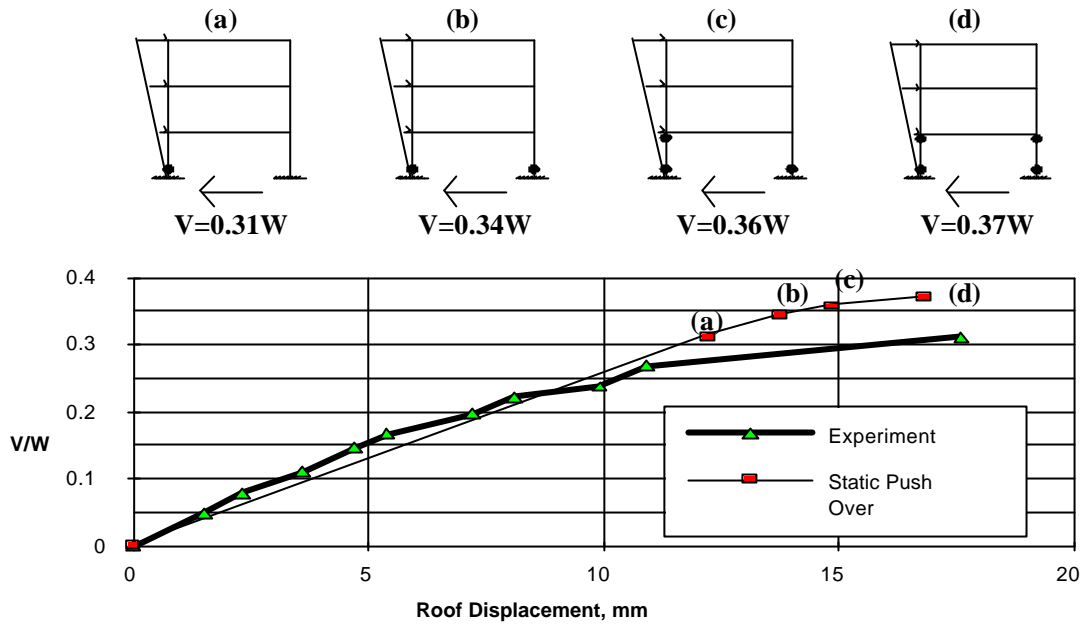 (a) (b) (c) (d)
V=0.31W V=0.34W V=0.36W V=0.37W
0.4
(a) (b) (c) (d)
0.3
0.2
V/W
0.1
0
Experiment
Static Push
Over
0 5 10 15 20
Roof Displacement, mm